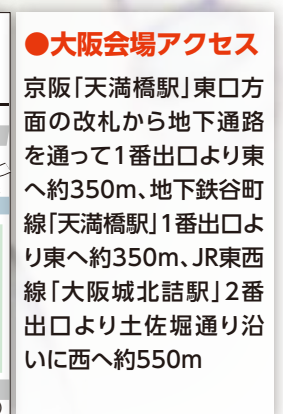 ●大阪会場アクセス
京阪「天満橋駅」東口方
面の改札から地下通路
を通って1番出口より東
へ約350m、地下鉄谷町
線「天満橋駅」1番出口よ
り東へ約350m、JR東西
線「大阪城北詰駅」2番
出口より土佐堀通り沿
いに西へ約550m